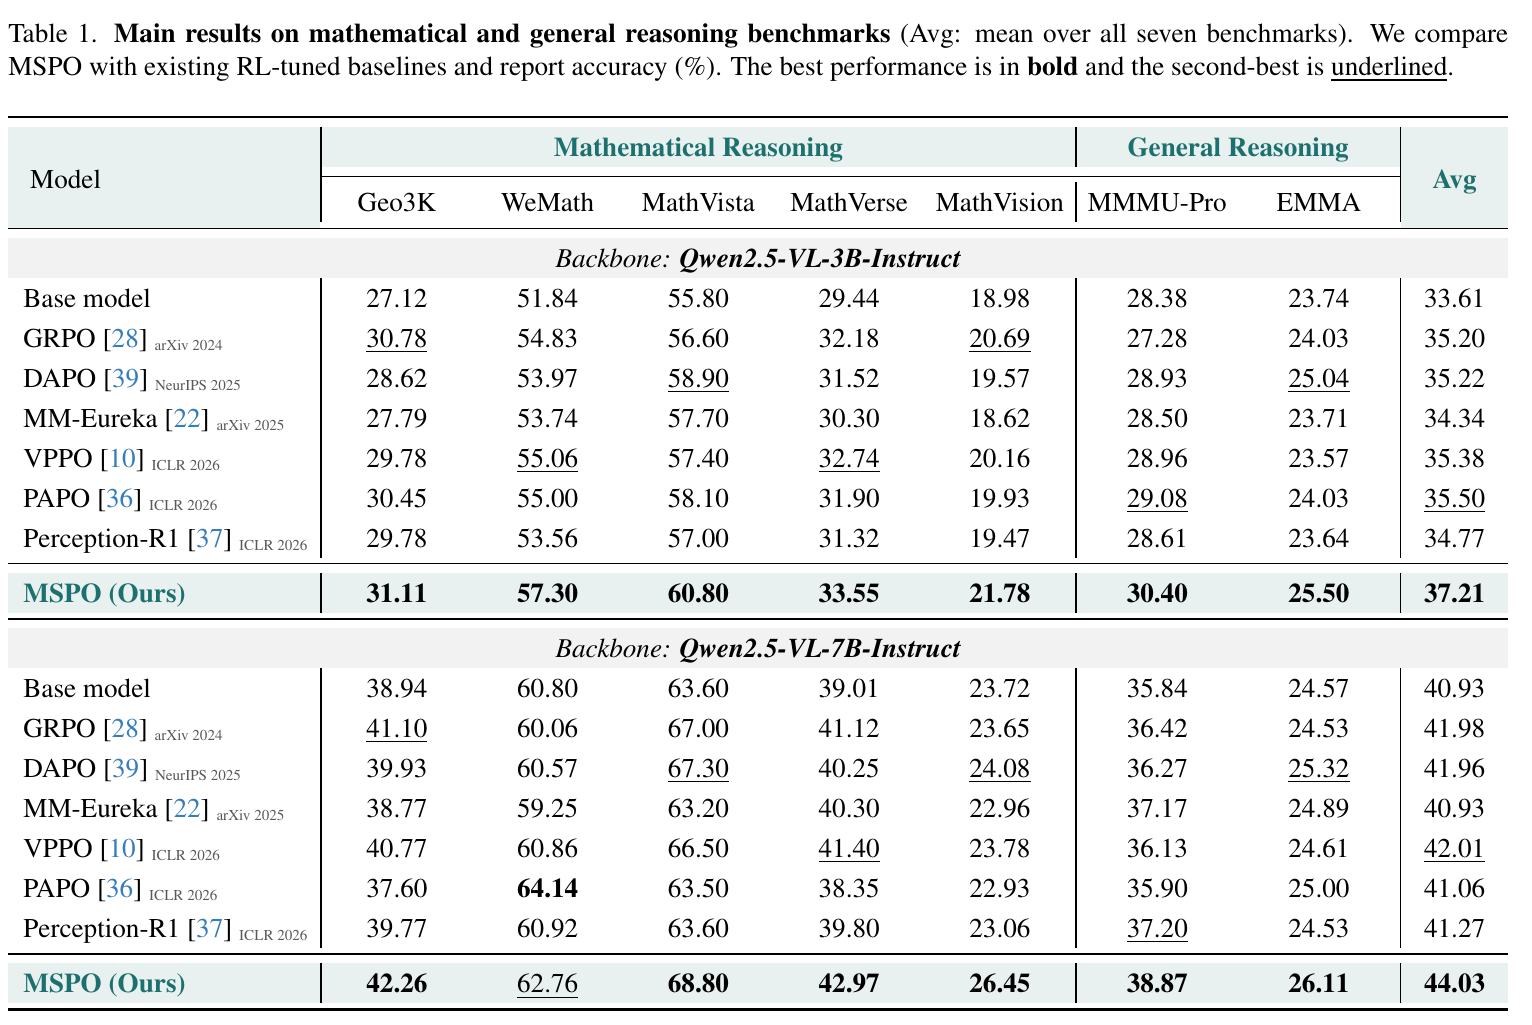 Table 1. Main results on mathematical and general reasoning benchmarks (Avg: mean over all seven benchmarks). We compare
MSPO with existing RL-tuned baselines and report accuracy (%). The best performance is in bold and the second-best is underlined.
Model Mathematical Reasoning General Reasoning Avg
Geo3K WeMath MathVista MathVerse MathVision MMMU-Pro EMMA
Backbone: Qwen2.5-VL-3B-Instruct
Base model 27.12 51.84 55.80 29.44 18.98 28.38 23.74 33.61
GRPO [28] arXiv 2024 30.78 54.83 56.60 32.18 20.69 27.28 24.03 35.20
DAPO [39] NeurIPS 2025 28.62 53.97 58.90 31.52 19.57 28.93 25.04 35.22
MM-Eureka [22] arXiv 2025 27.79 53.74 57.70 30.30 18.62 28.50 23.71 34.34
VPPO [10] ICLR 2026 29.78 55.06 57.40 32.74 20.16 28.96 23.57 35.38
PAPO [36] ICLR 2026 30.45 55.00 58.10 31.90 19.93 29.08 24.03 35.50
Perception-R1 [37] ICLR 2026 29.78 53.56 57.00 31.32 19.47 28.61 23.64 34.77
MSPO (Ours) 31.11 57.30 60.80 33.55 21.78 30.40 25.50 37.21
Backbone: Qwen2.5-VL-7B-Instruct
Base model 38.94 60.80 63.60 39.01 23.72 35.84 24.57 40.93
GRPO [28] arXiv 2024 41.10 60.06 67.00 41.12 23.65 36.42 24.53 41.98
DAPO [39] NeurIPS 2025 39.93 60.57 67.30 40.25 24.08 36.27 25.32 41.96
MM-Eureka [22] arXiv 2025 38.77 59.25 63.20 40.30 22.96 37.17 24.89 40.93
VPPO [10] ICLR 2026 40.77 60.86 66.50 41.40 23.78 36.13 24.61 42.01
PAPO [36] ICLR 2026 37.60 64.14 63.50 38.35 22.93 35.90 25.00 41.06
Perception-R1 [37] ICLR 2026 39.77 60.92 63.60 39.80 23.06 37.20 24.53 41.27
MSPO (Ours) 42.26 62.76 68.80 42.97 26.45 38.87 26.11 44.03